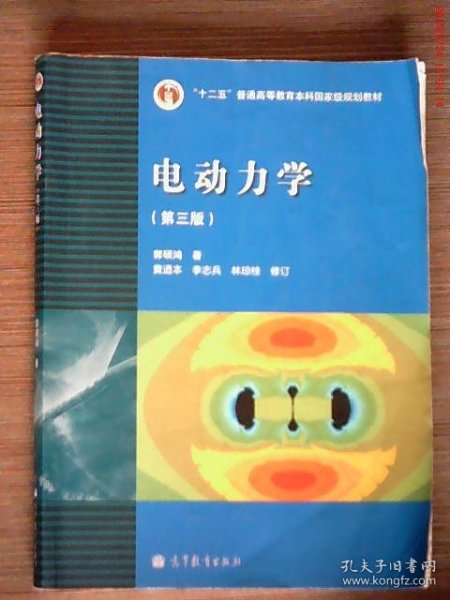 "十二五"普通高等教育本科国家级规划教材
电动力学
(第三版)
郭硕鸿 著
黄迺本 李志兵 林琼桂 修订
高等教育出版社
电动力学
孔夫子旧书网
www.kongfz.com